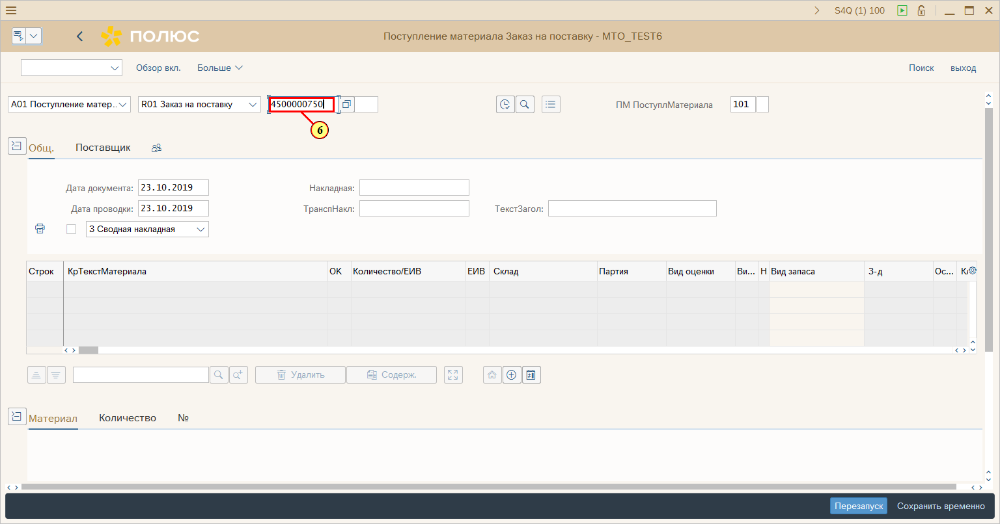 S4Q (1) 100
ПОЛЮС
Поступление материала Заказ на поставку - MTO_TEST6
Обзор вкл. Больше Поиск выход
A01 Поступление матер... R01 Заказ на поставку 4500000750 ПМ ПоступлМатериала 101
6
Общ. Поставщик
Дата документа: 23.10.2019 Накладная:
Дата проводки: 23.10.2019 ТранспНакл: ТекстЗагол:
3 Сводная накладная
Строк КрТекстМатериала OK Количество/ЕИВ ЕИВ Склад Партия Вид оценки Ви... Н Вид запаса З-д Ос...
Удалить Содерж.
Материал Количество №
Перезапуск Сохранить временно